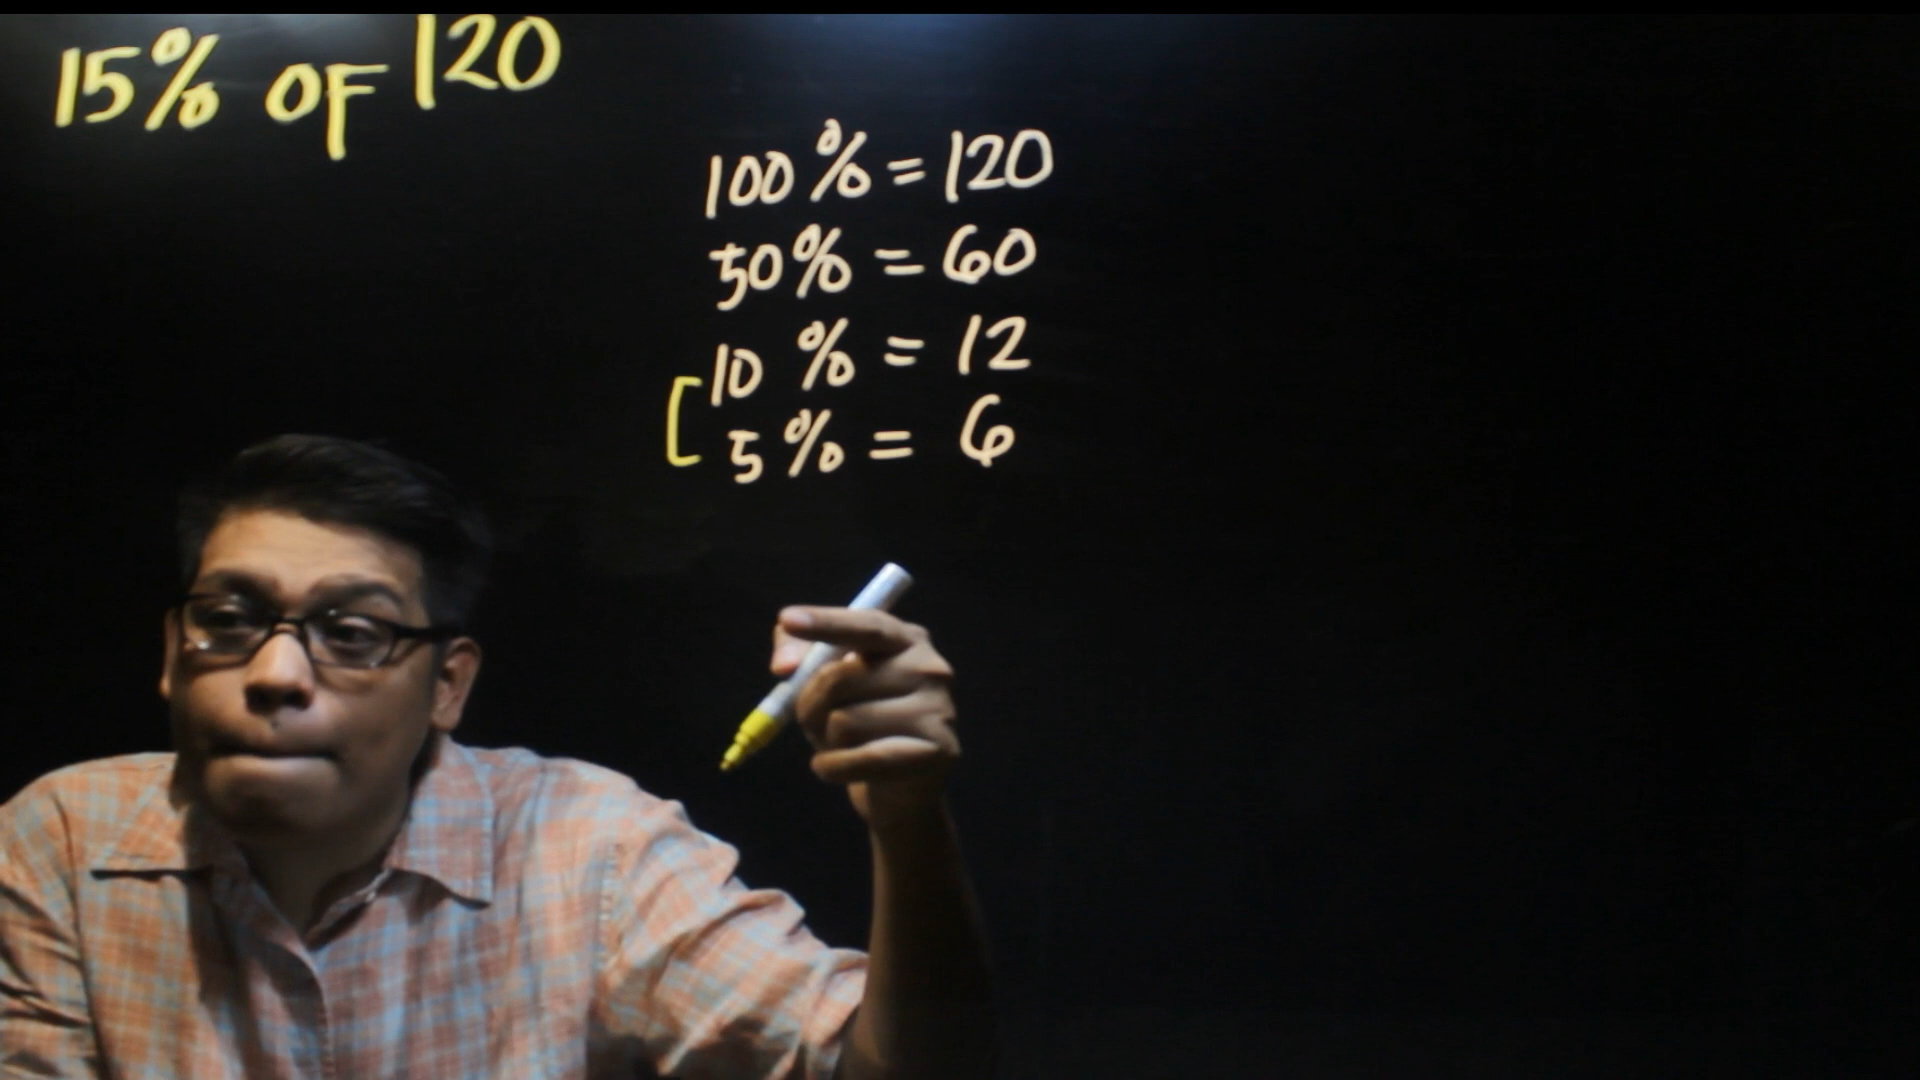 15% OF 120
100% = 120
50% = 60
10% = 12
5% = 6